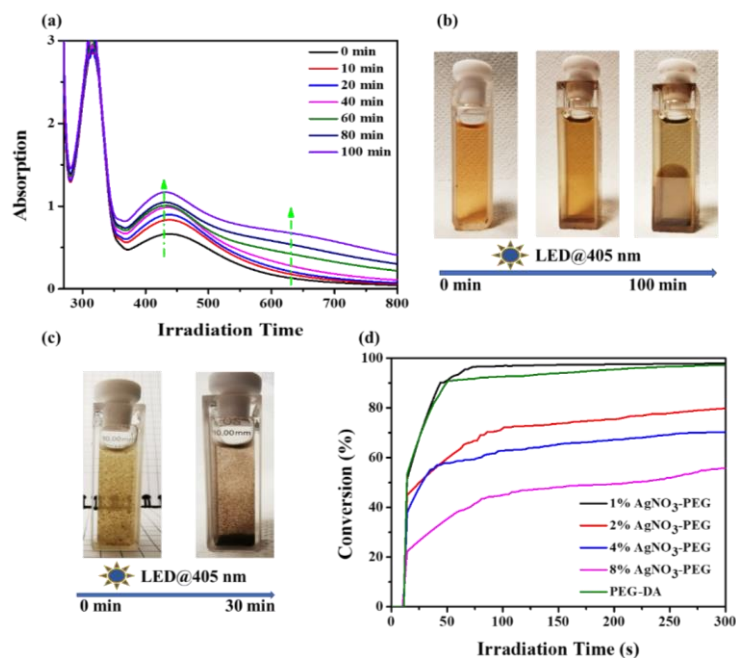 (a)
3
2
1
0
Absorption
300
400
500
600
700
800
Irradiation Time
0 min
10 min
20 min
40 min
60 min
80 min
100 min
(b)
LED@405 nm
0 min 100 min
(c)
10.00mm
LED@405 nm
0 min 30 min
(d)
100
80
60
40
20
0
Conversion (%)
0
50
100
150
200
250
300
Irradiation Time (s)
1% AgNO3-PEG
2% AgNO3-PEG
4% AgNO3-PEG
8% AgNO3-PEG
PEG-DA